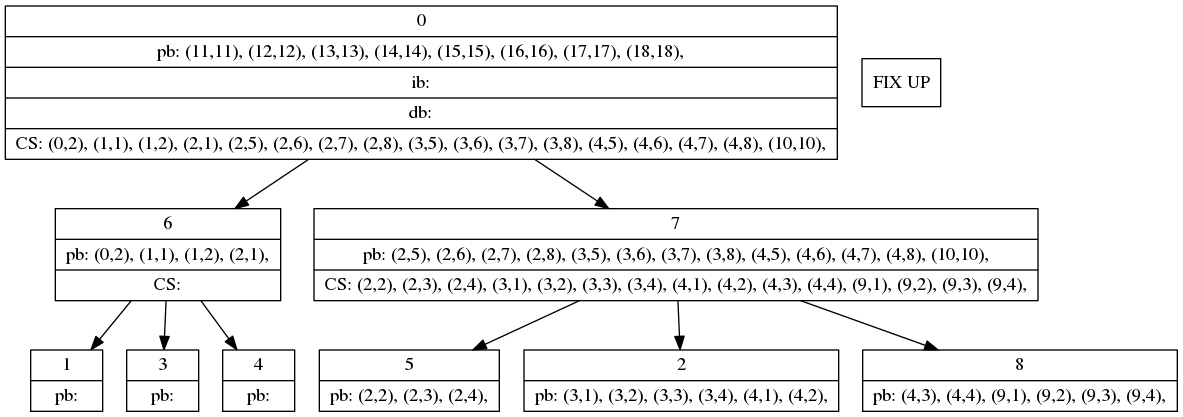 0
pb: (11,11), (12,12), (13,13), (14,14), (15,15), (16,16), (17,17), (18,18),
ib:
db:
CS: (0,2), (1,1), (1,2), (2,1), (2,5), (2,6), (2,7), (2,8), (3,5), (3,6), (3,7), (3,8), (4,5), (4,6), (4,7), (4,8), (10,10),
FIX UP
6
pb: (0,2), (1,1), (1,2), (2,1),
CS:
7
pb: (2,5), (2,6), (2,7), (2,8), (3,5), (3,6), (3,7), (3,8), (4,5), (4,6), (4,7), (4,8), (10,10),
CS: (2,2), (2,3), (2,4), (3,1), (3,2), (3,3), (3,4), (4,1), (4,2), (4,3), (4,4), (9,1), (9,2), (9,3), (9,4),
1
pb:
3
pb:
4
pb:
5
pb: (2,2), (2,3), (2,4),
2
pb: (3,1), (3,2), (3,3), (3,4), (4,1), (4,2),
8
pb: (4,3), (4,4), (9,1), (9,2), (9,3), (9,4),